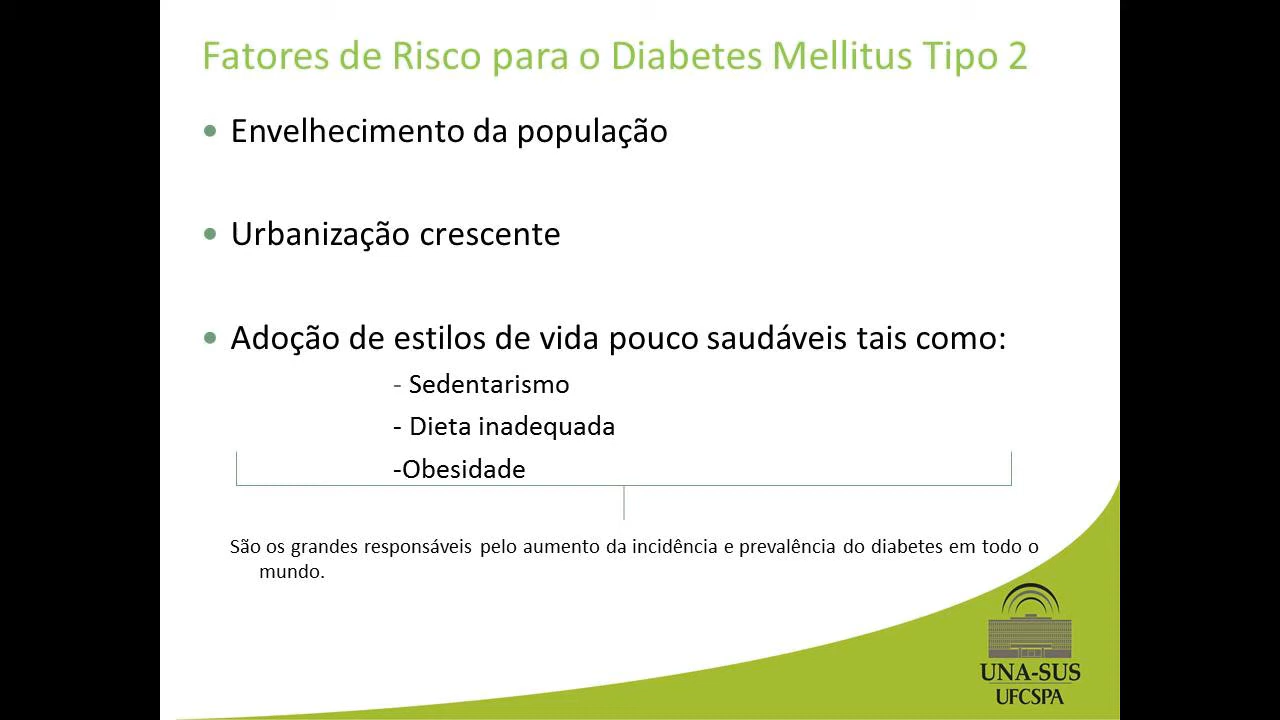 Fatores de Risco para o Diabetes Mellitus Tipo 2
• Envelhecimento da população
• Urbanização crescente
• Adoção de estilos de vida pouco saudáveis tais como:
- Sedentarismo
- Dieta inadequada
-Obesidade
São os grandes responsáveis pelo aumento da incidência e prevalência do diabetes em todo o
mundo.
UNA-SUS
UFCSPA